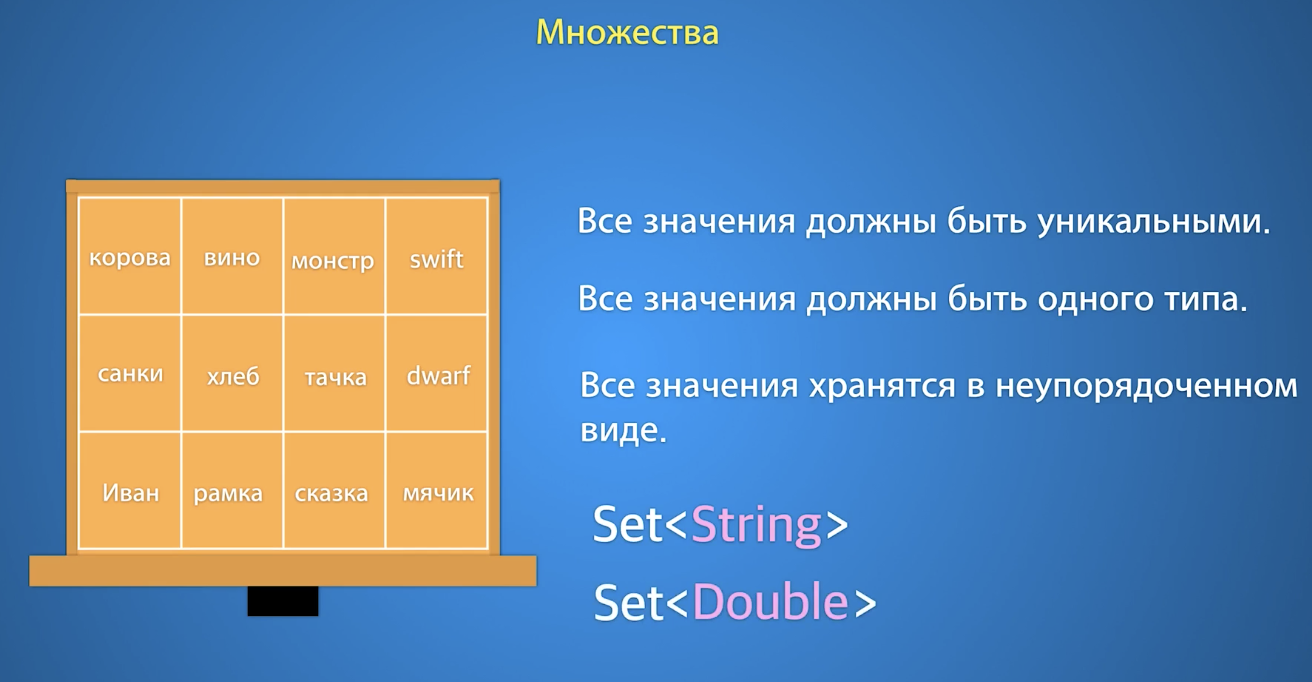 Множества
корова вино монстр swift
санки хлеб тачка dwarf
Иван рамка сказка мячик
Все значения должны быть уникальными.
Все значения должны быть одного типа.
Все значения хранятся в неупорядоченном
виде.
Set<String>
Set<Double>